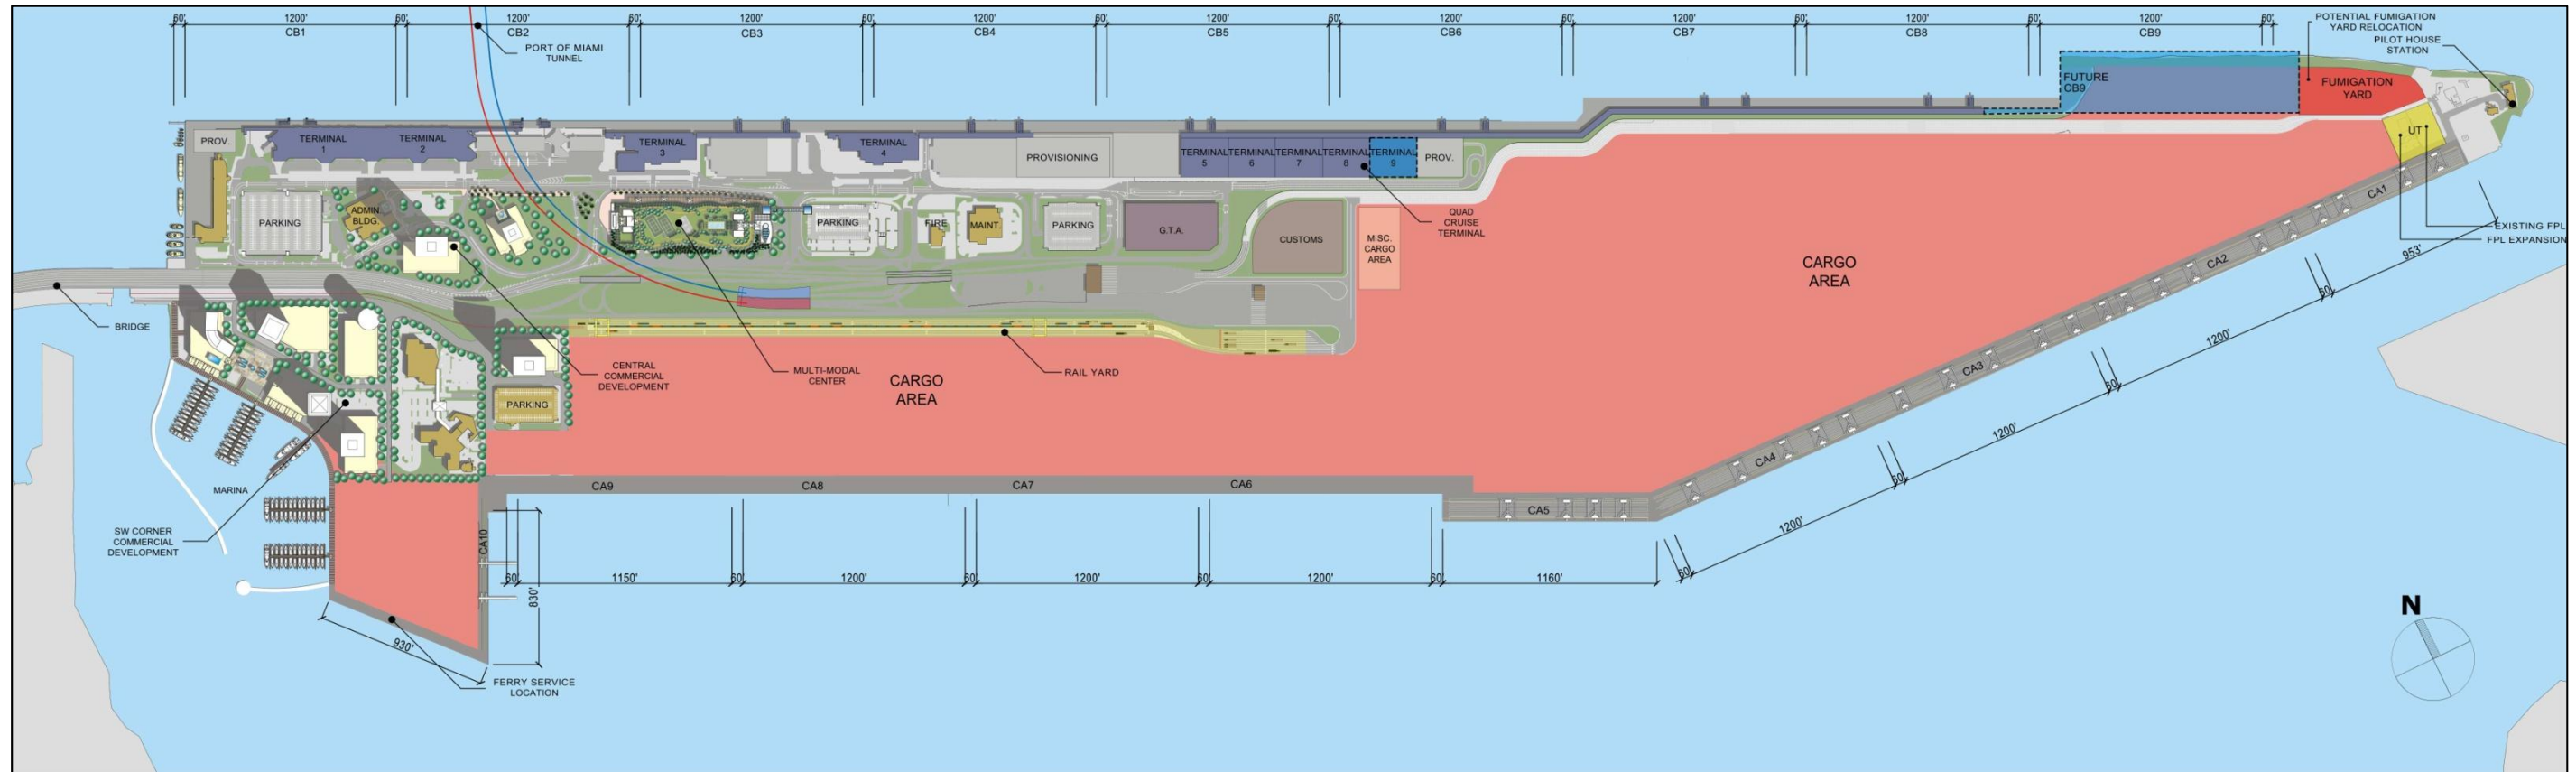 60' 1200' 60' 1200' 60' 1200' 60' 1200' 60' 1200' 60' 1200' 60' 1200' 60' 1200' 60' 1200' 60'
CB1 CB2 CB3 CB4 CB5 CB6 CB7 CB8 CB9
PORT OF MIAMI
TUNNEL
POTENTIAL FUMIGATION
YARD RELOCATION
PILOT HOUSE
STATION
FUTURE
CB9
FUMIGATION
YARD
UT
PROV.
TERMINAL
1
TERMINAL
2
TERMINAL
3
TERMINAL
4
PROVISIONING
TERMINAL
5
TERMINAL
6
TERMINAL
7
TERMINAL
8
TERMINAL
9
PROV.
PARKING
ADMIN.
BLDG.
PARKING
FIRE
MAINT.
PARKING
G.T.A.
CUSTOMS
MISC.
CARGO
AREA
QUAD
CRUISE
TERMINAL
CARGO
AREA
EXISTING FPL
FPL EXPANSION
BRIDGE
CENTRAL
COMMERCIAL
DEVELOPMENT
MULTI-MODAL
CENTER
RAIL YARD
CARGO
AREA
PARKING
MARINA
SW CORNER
COMMERCIAL
DEVELOPMENT
CA1
CA2
CA3
CA4
CA5
CA9 CA8 CA7 CA6
CA10
953'
60'
1200'
60'
1200'
60'
1200'
60'
60' 1150' 60' 1200' 60' 1200' 60' 1200' 60' 1160'
830'
930'
FERRY SERVICE
LOCATION
N